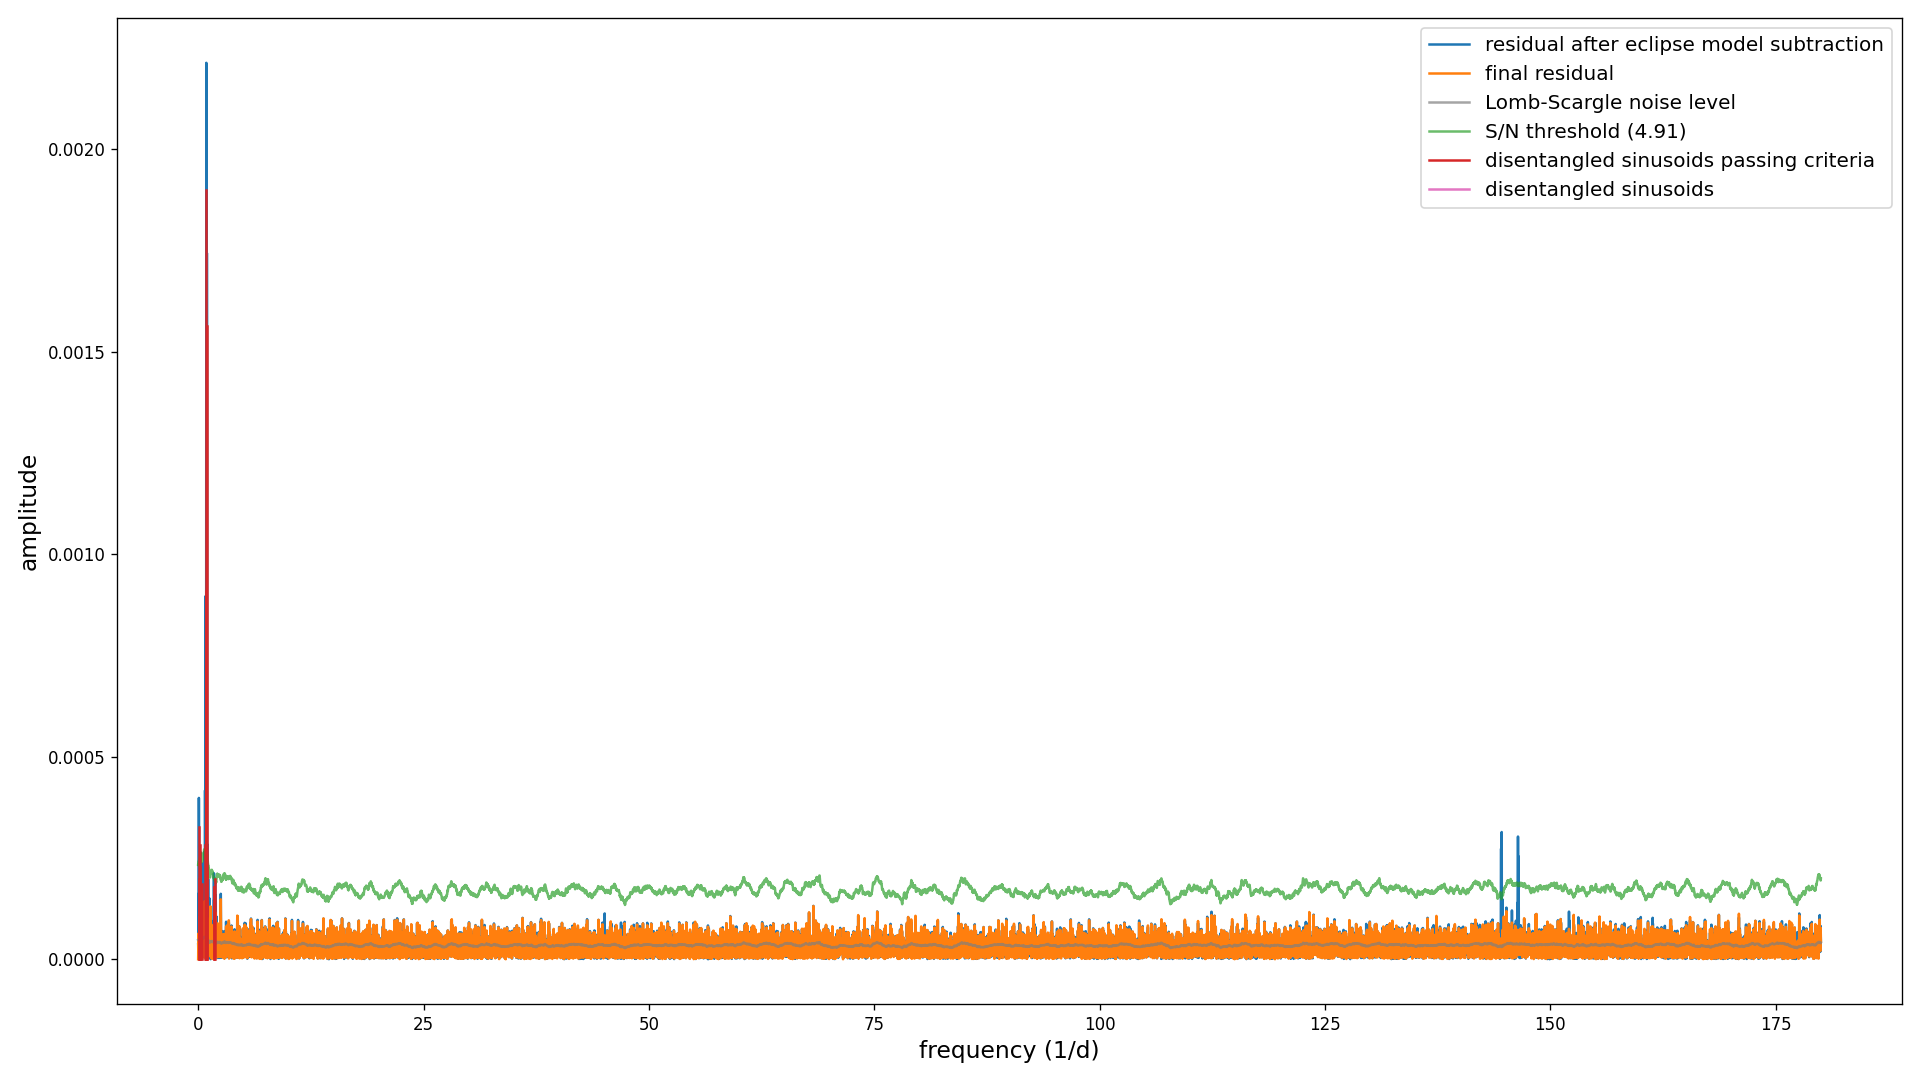 residual after eclipse model subtraction
final residual
Lomb-Scargle noise level
S/N threshold (4.91)
disentangled sinusoids passing criteria
disentangled sinusoids
0.0020
0.0015
0.0010
0.0005
0.0000
amplitude
0 25 50 75 100 125 150 175
frequency (1/d)